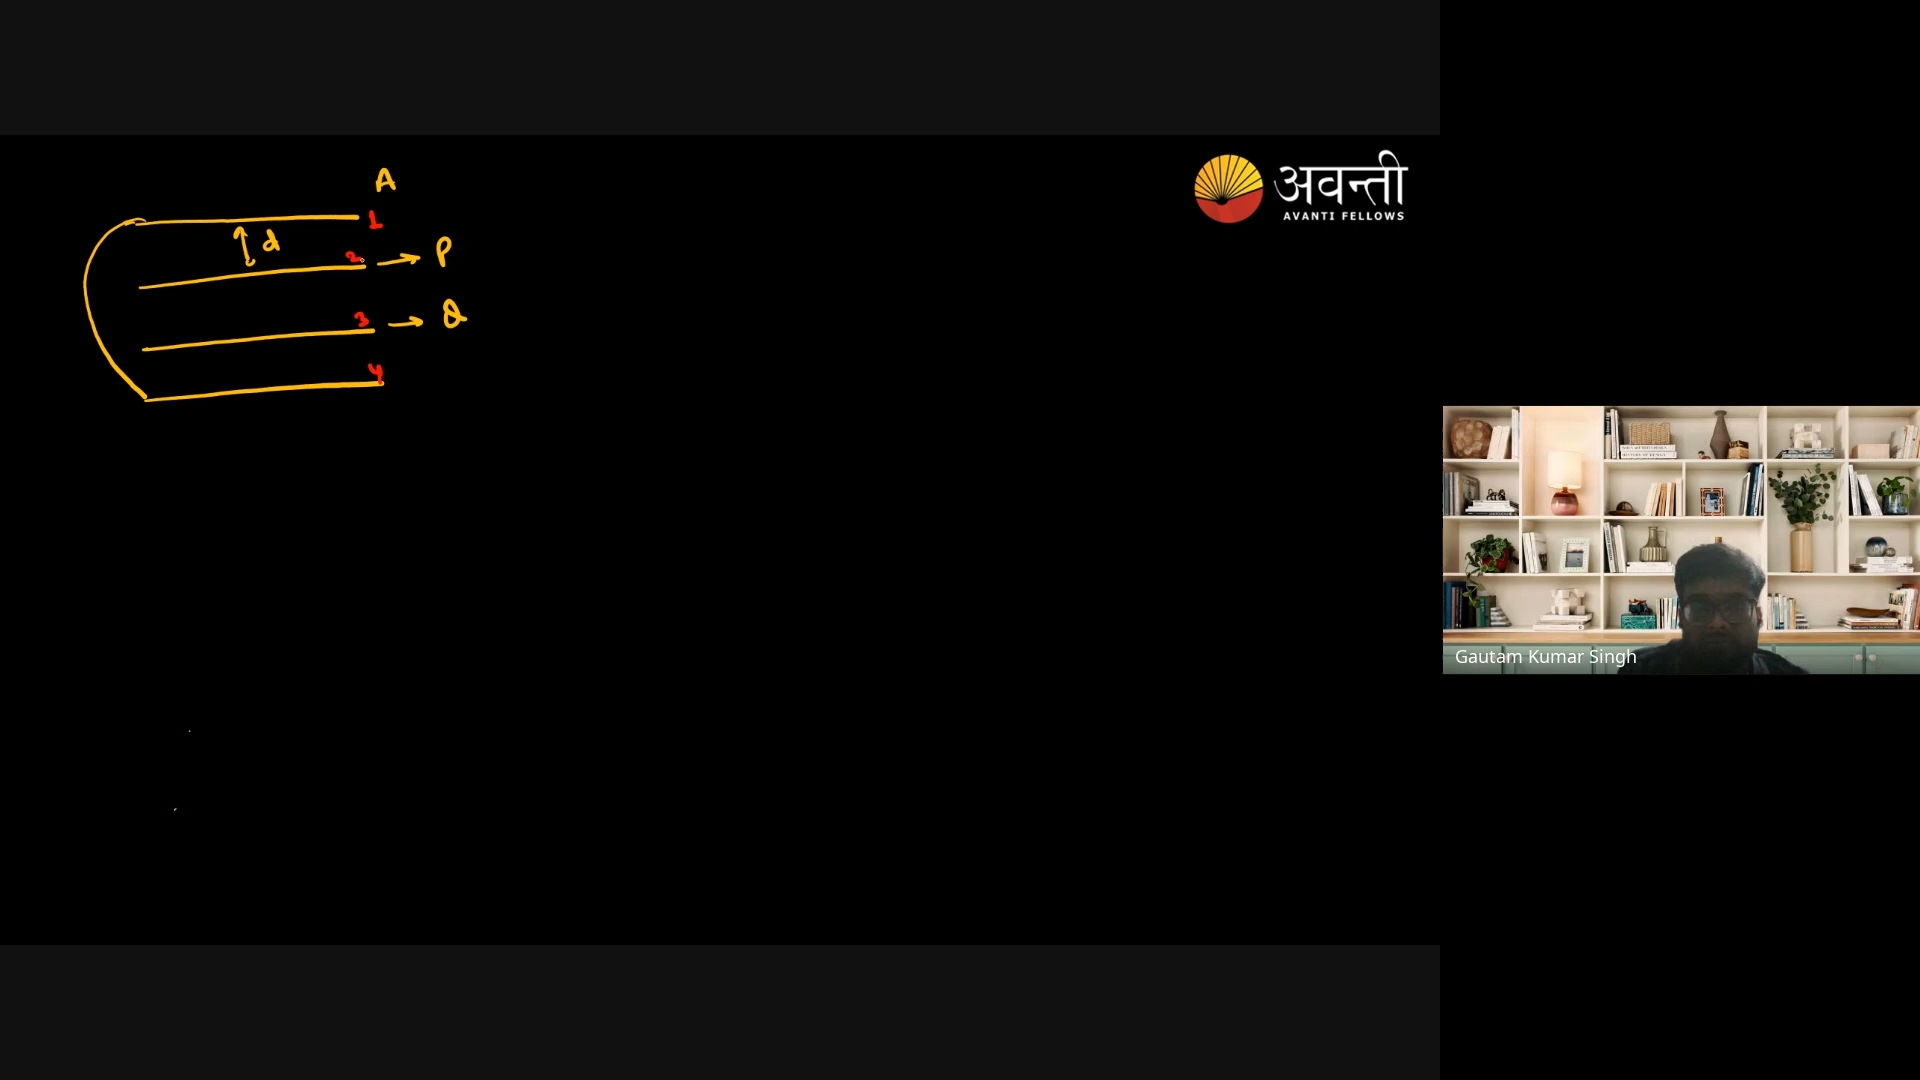 A
1
d
2 → P
3 → Q
4
अवन्ती
AVANTI FELLOWS
Gautam Kumar Singh